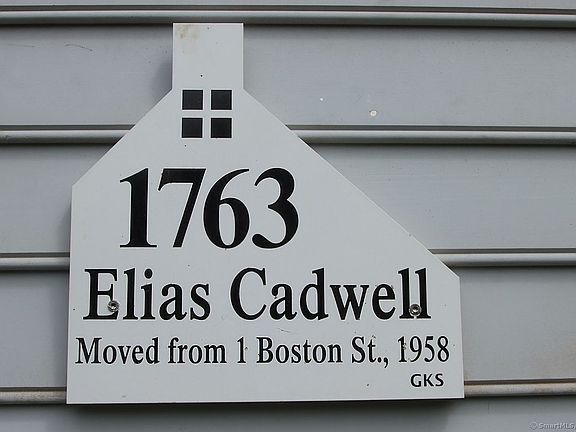 1763
Elias Cadwell
Moved from 1 Boston St., 1958
GKS
© SmartMLS